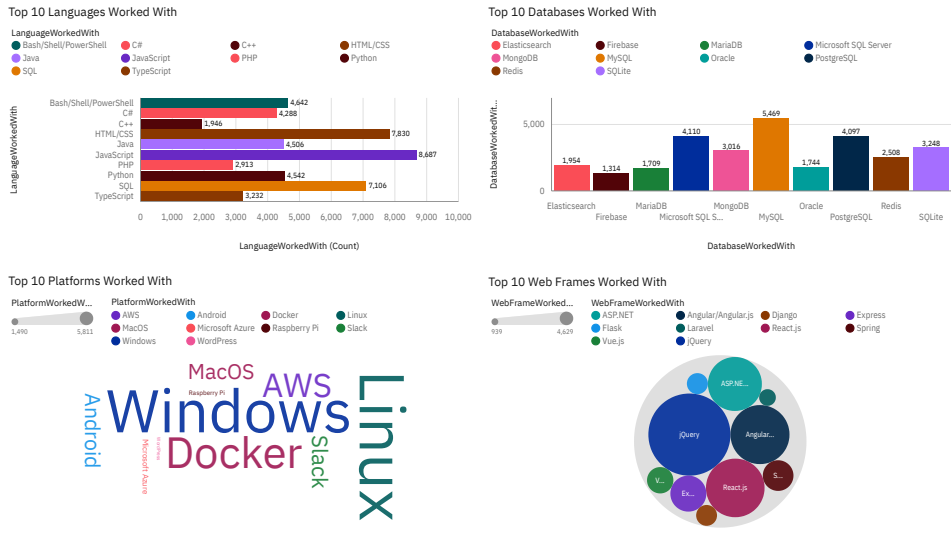 Top 10 Languages Worked With
LanguageWorkedWith
Bash/Shell/PowerShell C# C++ HTML/CSS
Java JavaScript PHP Python
SQL TypeScript
LanguageWorkedWith
Bash/Shell/PowerShell 4,642
C# 4,288
C++ 1,946
HTML/CSS 7,830
Java 4,506
JavaScript 8,687
PHP 2,913
Python 4,542
SQL 7,106
TypeScript 3,232
0 1,000 2,000 3,000 4,000 5,000 6,000 7,000 8,000 9,000 10,000
LanguageWorkedWith (Count)
Top 10 Databases Worked With
DatabaseWorkedWith
Elasticsearch Firebase MariaDB Microsoft SQL Server
MongoDB MySQL Oracle PostgreSQL
Redis SQLite
DatabaseWorkedWit...
5,000
0
1,954 1,314 1,709 4,110 3,016 5,469 1,744 4,097 2,508 3,248
Elasticsearch MariaDB MongoDB Oracle Redis
Firebase Microsoft SQL S... MySQL PostgreSQL SQLite
DatabaseWorkedWith
Top 10 Platforms Worked With
PlatformWorkedW...
1,490 5,811
PlatformWorkedWith
AWS Android Docker Linux
MacOS Microsoft Azure Raspberry Pi Slack
Windows WordPress
MacOS
AWS
Raspberry Pi
Windows
Android
Linux
Docker
Slack
Microsoft Azure
WordPress
Top 10 Web Frames Worked With
WebFrameWorked...
939 4,629
WebFrameWorkedWith
ASP.NET Angular/Angular.js Django Express
Flask Laravel React.js Spring
Vue.js jQuery
ASP.NE...
jQuery
Angular...
S...
V...
Ex...
React.js